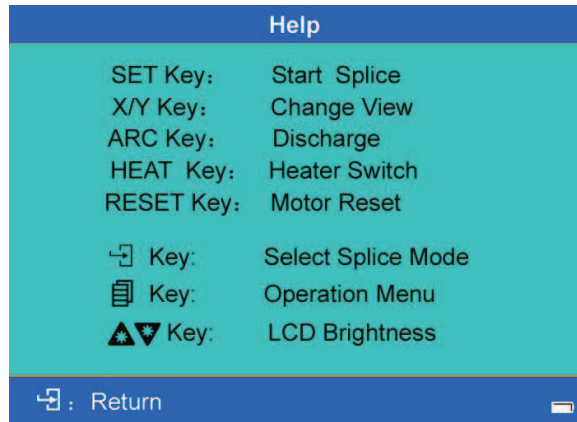 Help
SET Key： Start Splice
X/Y Key： Change View
ARC Key： Discharge
HEAT Key： Heater Switch
RESET Key： Motor Reset
Key: Select Splice Mode
Key: Operation Menu
Key: LCD Brightness
： Return